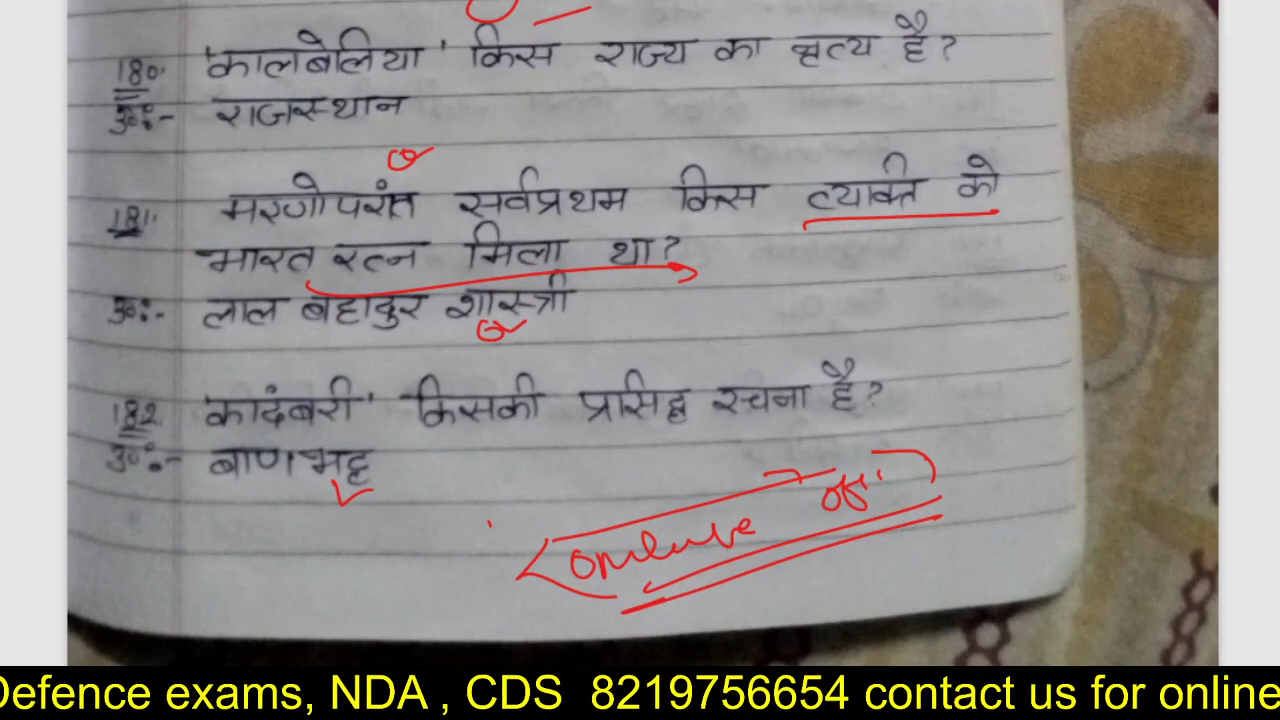 180. 'कालबेलिया' किस राज्य का नृत्य है?
उ०:- राजस्थान
181. मरणोपरांत सर्वप्रथम किस व्यक्ति को
भारत रत्न मिला था?
उ०:- लाल बहादुर शास्त्री
182. 'कादंबरी' किसकी प्रसिद्ध रचना है?
उ०:- बाणभट्ट
Defence exams, NDA , CDS 8219756654 contact us for online